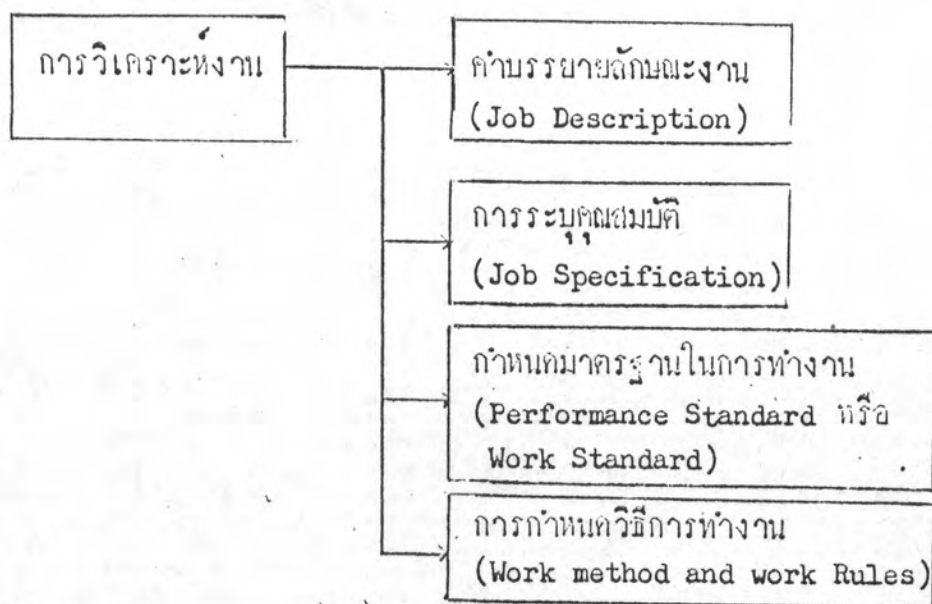 การวิเคราะห์งาน
คำบรรยายลักษณะงาน
(Job Description)
การระบุคุณสมบัติ
(Job Specification)
กำหนดมาตรฐานในการทำงาน
(Performance Standard หรือ
Work Standard)
การกำหนดวิธีการทำงาน
(Work method and work Rules)